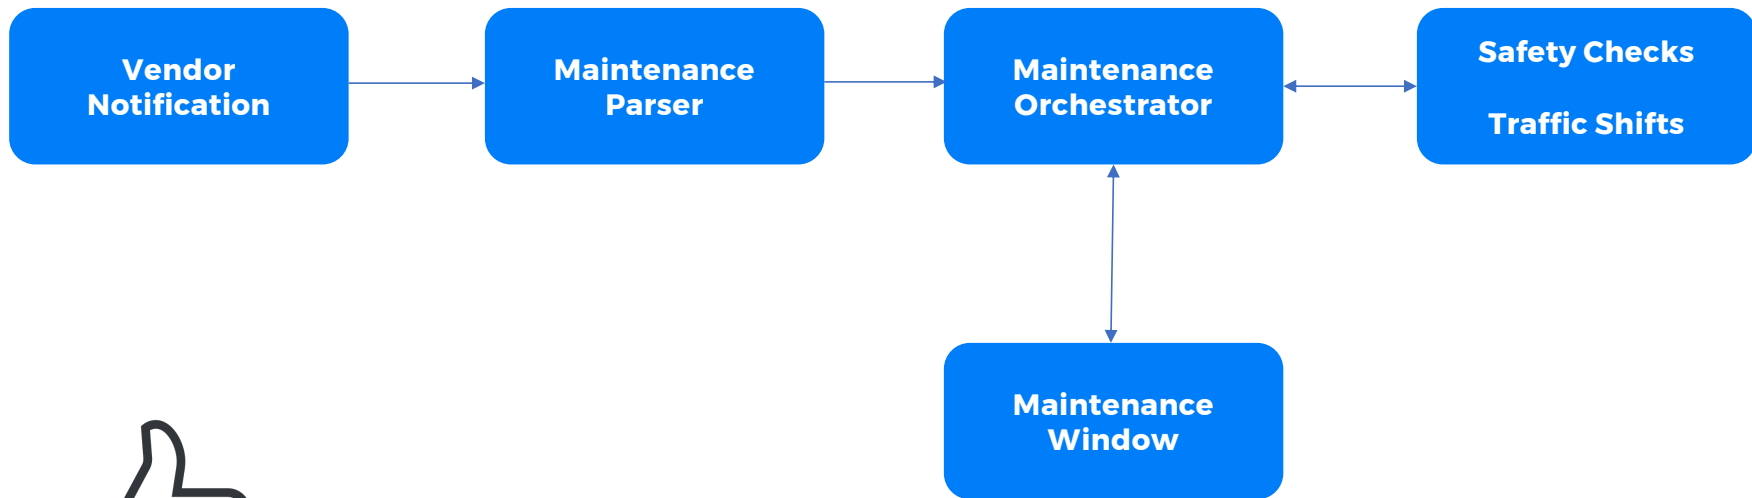 Vendor
Notification
Maintenance
Parser
Maintenance
Orchestrator
Safety Checks
Traffic Shifts
Maintenance
Window